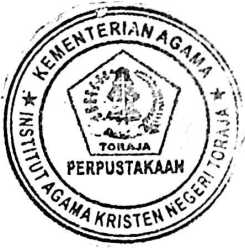 KEMENTERIAN AGAMA
TORAJA
PERPUSTAKAAN
INSTITUT AGAMA KRISTEN NEGERI TORAJA